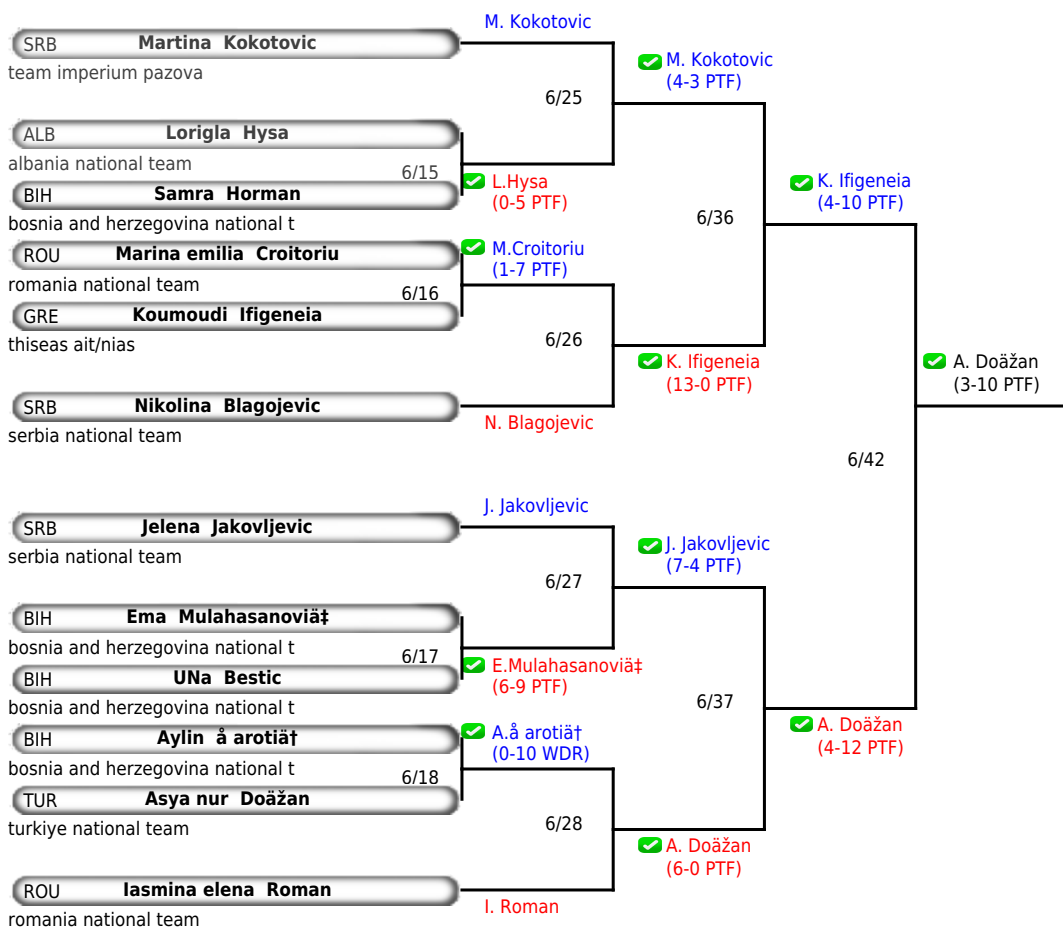 M. Kokotovic
SRB Martina Kokotovic
team imperium pazova
M. Kokotovic
(4-3 PTF)
6/25
ALB Lorigla Hysa
albania national team
6/15
L.Hysa
(0-5 PTF)
BIH Samra Horman
bosnia and herzegovina national t
K. Ifigeneia
(4-10 PTF)
6/36
ROU Marina emilia Croitoriu
romania national team
M.Croitoriu
(1-7 PTF)
6/16
GRE Koumoudi Ifigeneia
thiseas ait/nias
6/26
K. Ifigeneia
(13-0 PTF)
A. Doäžan
(3-10 PTF)
SRB Nikolina Blagojevic
serbia national team
N. Blagojevic
6/42
J. Jakovljevic
SRB Jelena Jakovljevic
serbia national team
J. Jakovljevic
(7-4 PTF)
6/27
BIH Ema Mulahasanoviä‡
bosnia and herzegovina national t
6/17
E.Mulahasanoviä‡
(6-9 PTF)
BIH UNa Bestic
bosnia and herzegovina national t
6/37
BIH Aylin å arotiä†
bosnia and herzegovina national t
A.å arotiä†
(0-10 WDR)
A. Doäžan
(4-12 PTF)
6/18
TUR Asya nur Doäžan
turkiye national team
6/28
A. Doäžan
(6-0 PTF)
ROU Iasmina elena Roman
romania national team
I. Roman